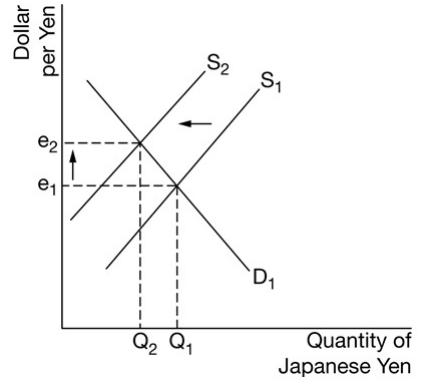 Dollar
per Yen
S2
S1
e2
e1
D1
Q2 Q1
Quantity of
Japanese Yen